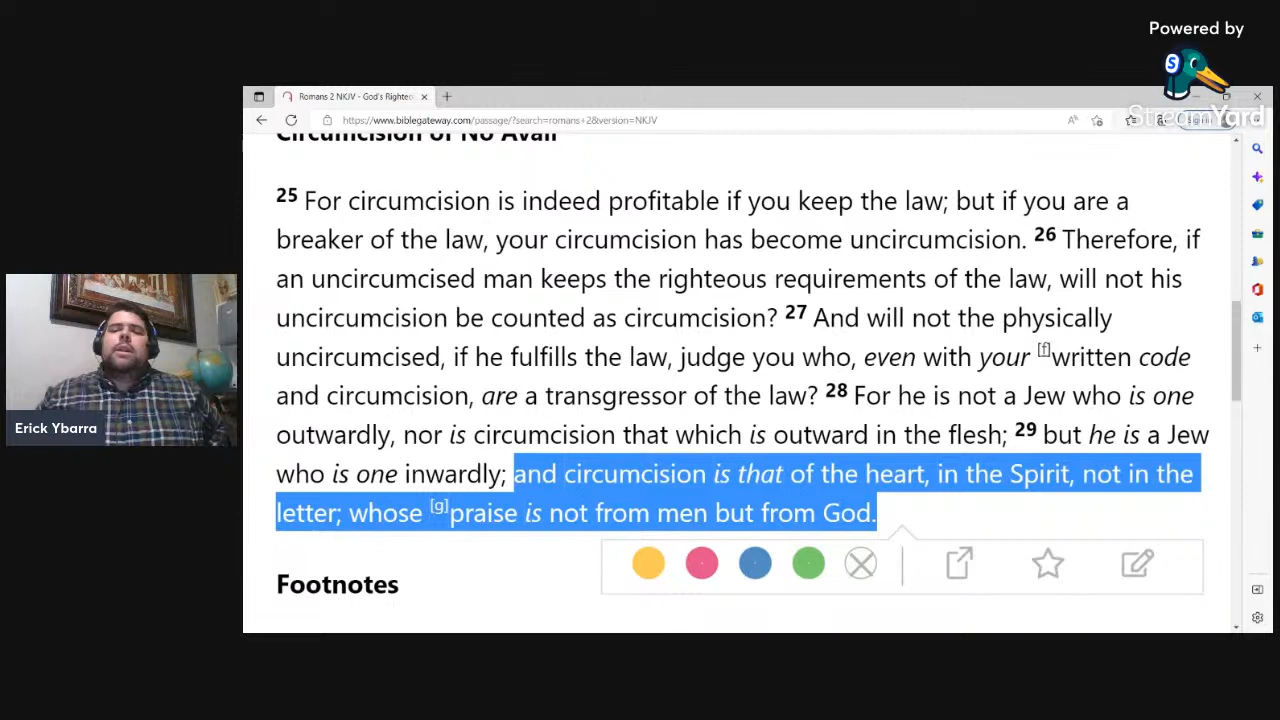 Powered by
StreamYard
Romans 2 NKJV - God's Righteo
https://www.biblegateway.com/passage/?search=romans+2&version=NKJV
Circumcision of No Avail
25 For circumcision is indeed profitable if you keep the law; but if you are a
breaker of the law, your circumcision has become uncircumcision. 26 Therefore, if
an uncircumcised man keeps the righteous requirements of the law, will not his
uncircumcision be counted as circumcision? 27 And will not the physically
uncircumcised, if he fulfills the law, judge you who, even with your [f]written code
and circumcision, are a transgressor of the law? 28 For he is not a Jew who is one
outwardly, nor is circumcision that which is outward in the flesh; 29 but he is a Jew
who is one inwardly; and circumcision is that of the heart, in the Spirit, not in the
letter; whose [g]praise is not from men but from God.
Footnotes
Erick Ybarra